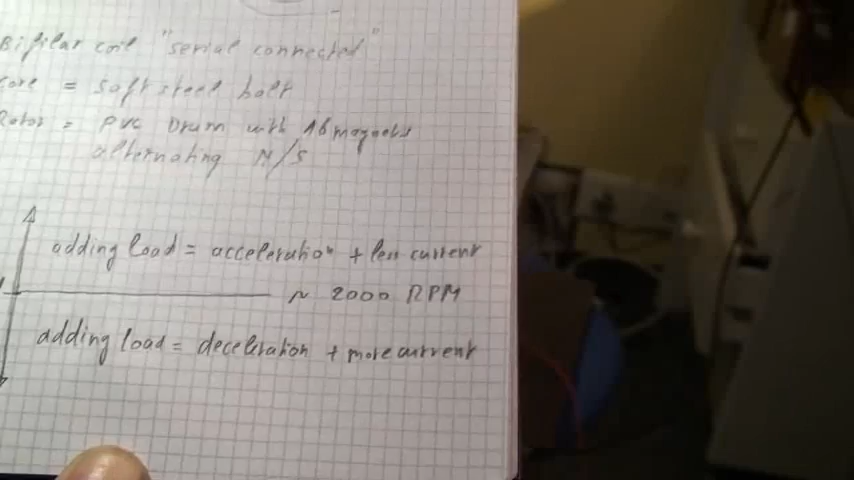 Bifilar coil "serial connected"
Core = soft steel bolt
Rotor = PVC Drum with 16 magnets
alternating N/S
adding load = acceleration + less current
~ 2000 RPM
adding load = deceleration + more current